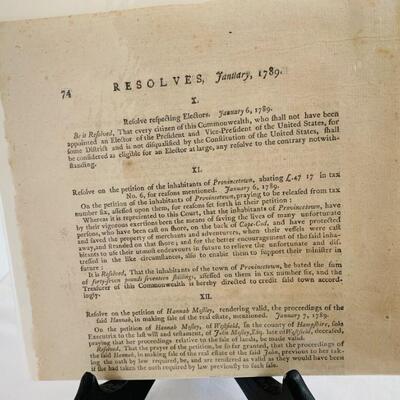 74
RESOLVES, January, 1789.
X.
Resolve respecting Electors. January 6, 1789.
Be it Resolved, That every citizen of this Commonwealth, who shall not have been
appointed an Elector of the President and Vice-President of the United States, for
some District and is not disqualified by the Constitution of the United States, shall
be considered as eligible for an Elector at large, any resolve to the contrary notwith-
standing.
XI.
Resolve on the petition of the inhabitants of Provincetown, abating £.47 17 in tax
No. 6, for reasons mentioned. January 6, 1789.
On the petition of the inhabitants of Provincetown, praying to be released from tax
number six, assessed upon them, for reasons set forth in their petition :
Whereas it is represented to this Court, that the inhabitants of Provincetown, have
by their vigorous exertions been the means of saving the lives of many unfortunate
persons, who have been cast on shore, on the back of Cape-Cod, and have protected
and saved the property of merchants and adventurers, when their vessels were cast
away, and stranded on that shore ; and for the better encouragement of the said inha-
bitants to use their utmost endeavours in future to relieve the unfortunate and dis-
tressed in the like circumstances, also to enable them to support their minister in
future :
It is Resolved, That the inhabitants of the town of Provincetown, be bated the sum
of forty-seven pounds seventeen shillings, assessed on them in tax number six, and the
Treasurer of this Commonwealth is hereby directed to credit said town accord-
ingly.
XII.
Resolve on the petition of Hannah Mosley, rendering valid, the proceedings of the
said Hannah, in making sale of the real estate, mentioned. January 7, 1789.
On the petition of Hannah Mosley, of Westfield, in the county of Hampshire, sole
Executrix to the last will and testament, of John Mosley, Esq. late of Westfield, deceased,
praying that her proceedings relative to the sale of lands, be made valid.
Resolved, That the prayer of the petition, be so far granted, that the proceedings of
the said Hannah, in making sale of the real estate of the said John, previous to her tak-
ing the oath by law required, be, and are rendered as valid as they would have been
if she had taken the oath required by law previously to such sale.